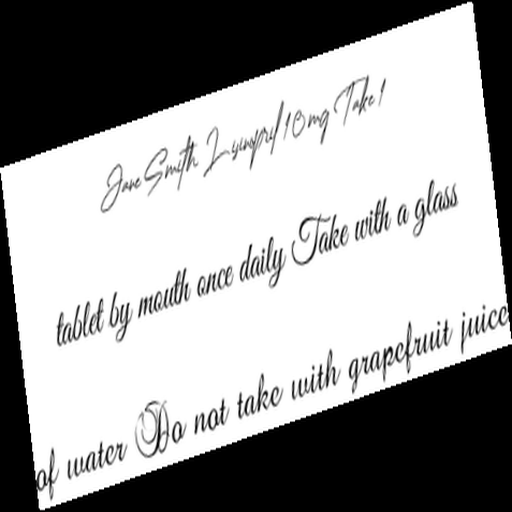 Jane Smith Lyinopril 10mg Take 1
tablet by mouth once daily Take with a glass
of water Do not take with grapefruit juice